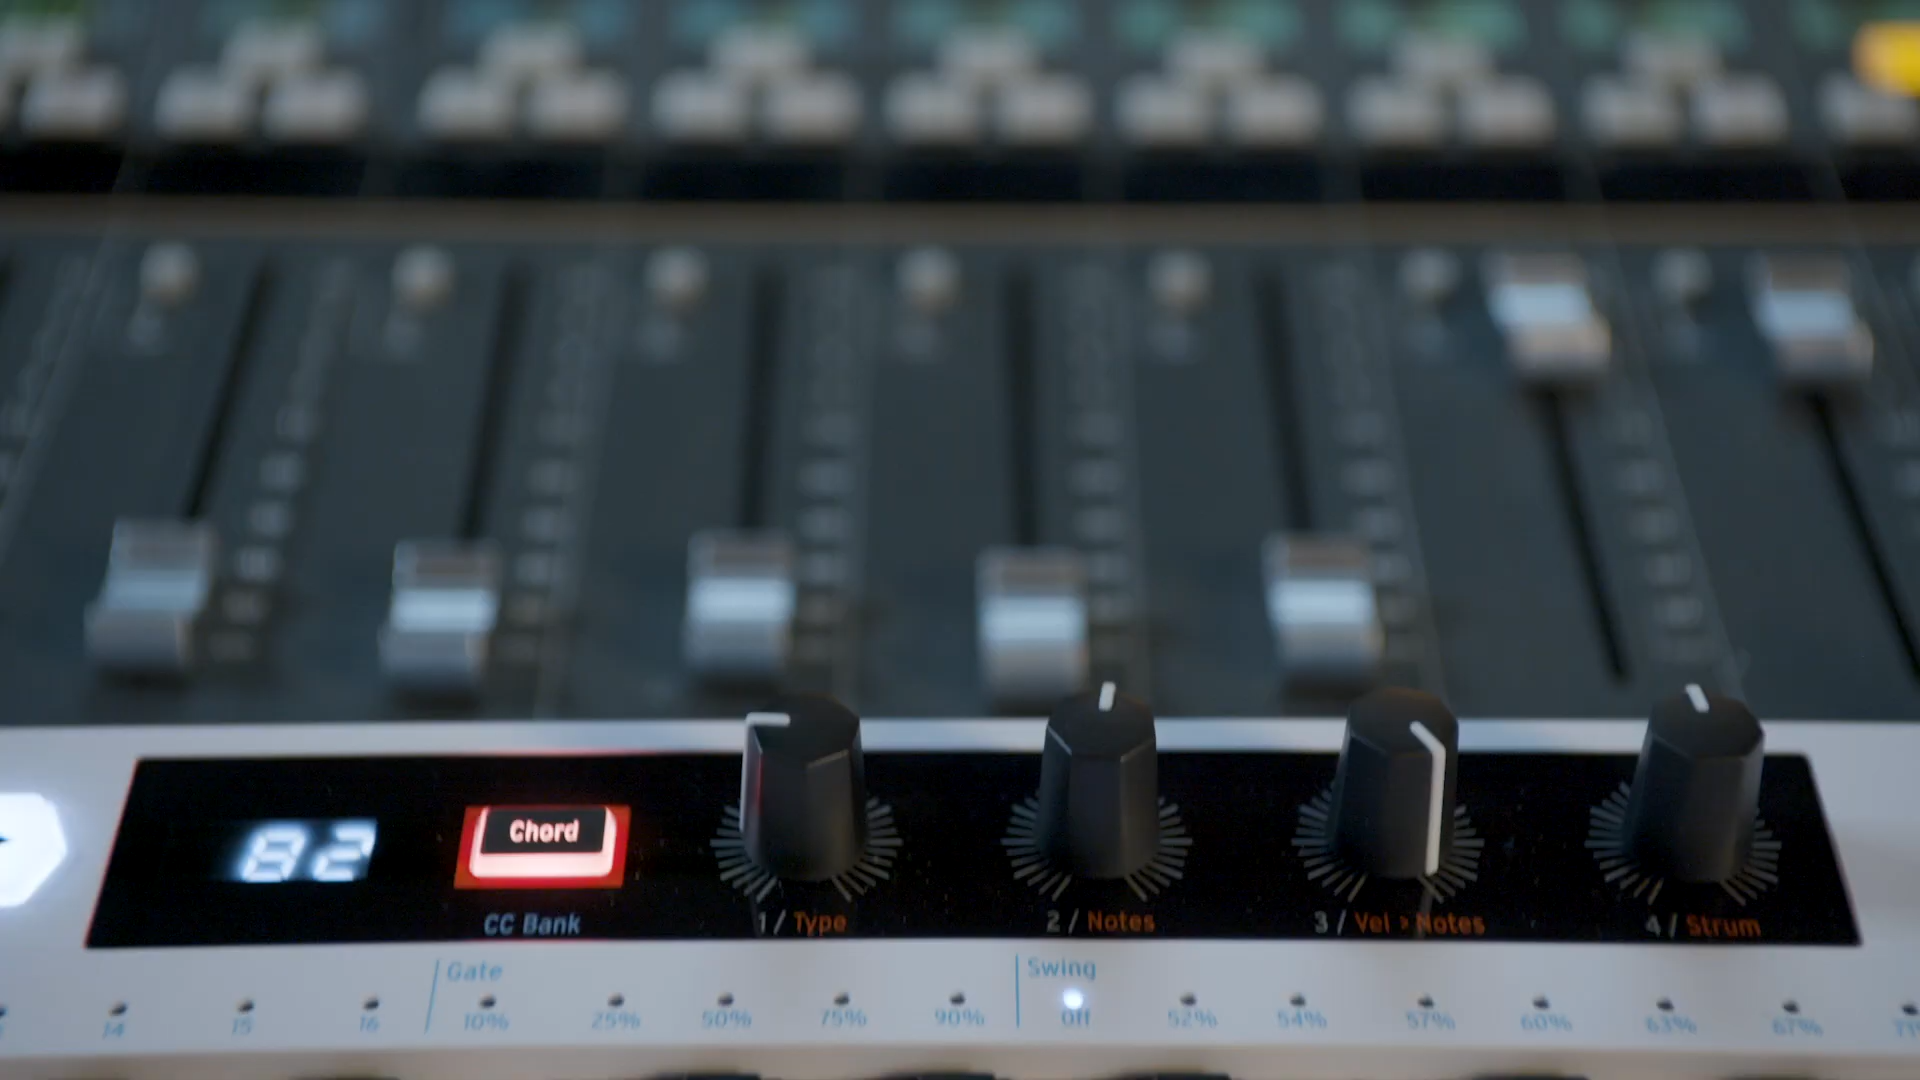 82
Chord
CC Bank
1 / Type
2 / Notes
3 / Vel > Notes
4 / Strum
Gate
Swing
14
15
16
10%
25%
50%
75%
90%
Off
52%
54%
57%
60%
63%
67%